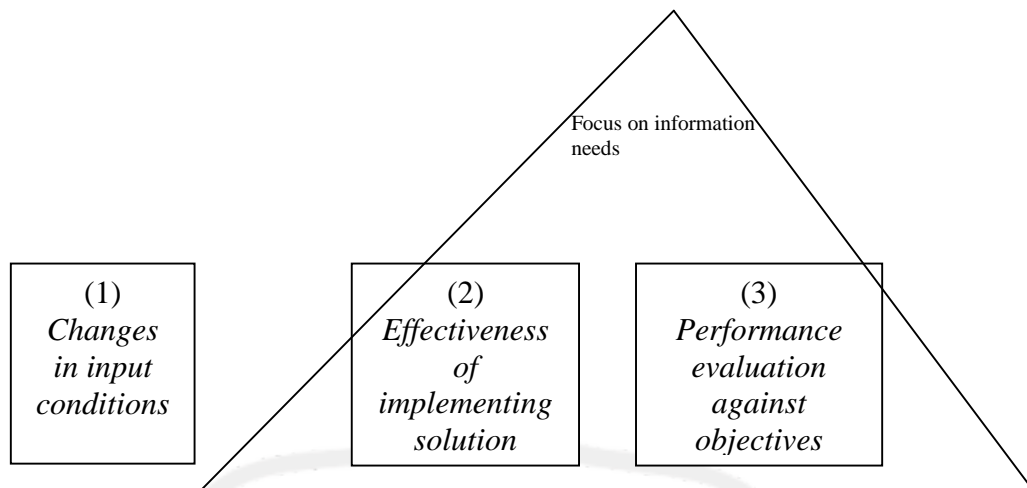 Focus on information
needs
(1)
Changes
in input
conditions
(2)
Effectiveness
of
implementing
solution
(3)
Performance
evaluation
against
objectives